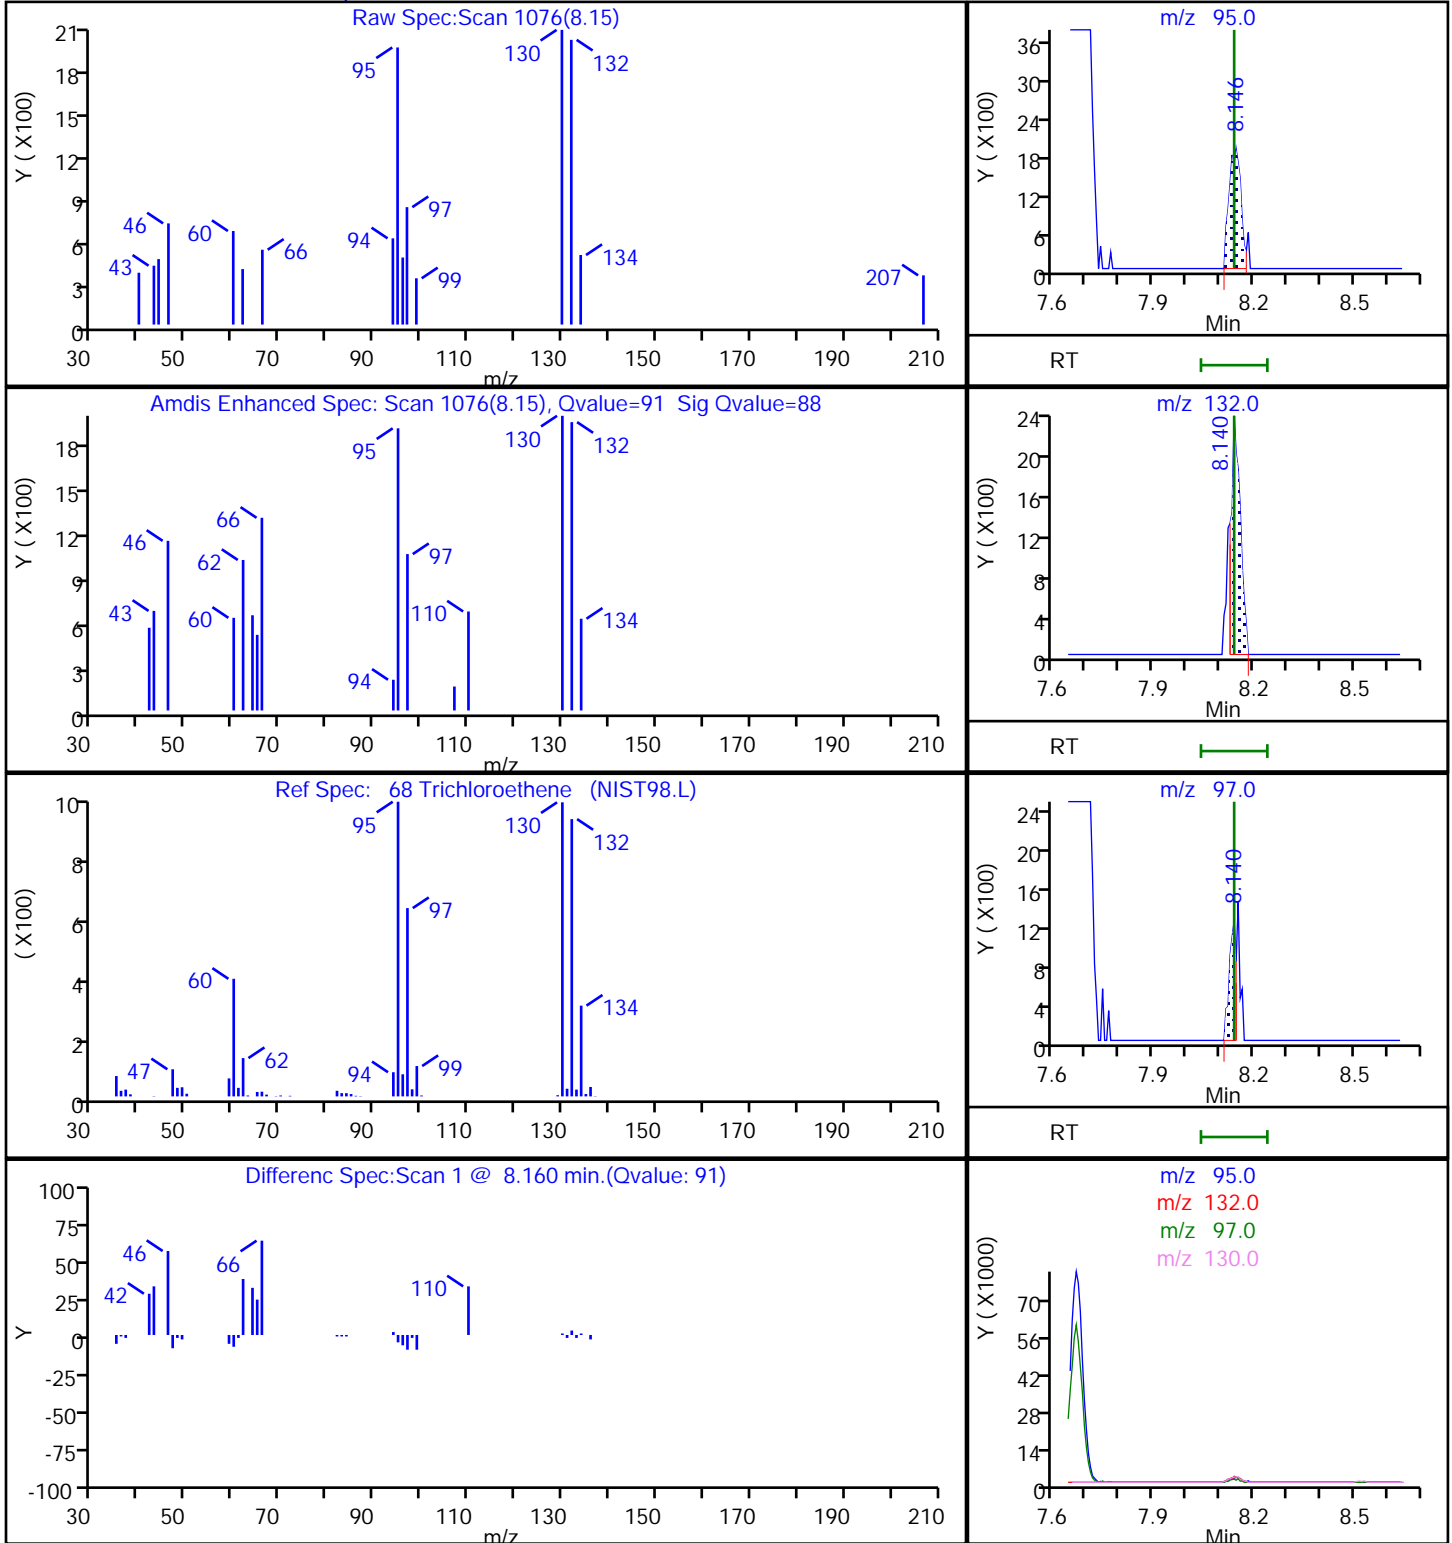 Raw Spec:Scan 1076(8.15)
21
18
15
12
9
6
3
0
Y ( X100)
43
46
60
66
94
95
97
99
130
132
134
207
30 50 70 90 110 130 150 170 190 210
m/z
m/z 95.0
36
30
24
18
12
6
0
Y ( X100)
8.146
7.6 7.9 8.2 8.5
Min
RT
Amdis Enhanced Spec: Scan 1076(8.15), Qvalue=91 Sig Qvalue=88
18
15
12
9
6
3
0
Y ( X100)
43
46
60
62
66
94
95
97
110
130
132
134
30 50 70 90 110 130 150 170 190 210
m/z
m/z 132.0
24
20
16
12
8
4
0
Y ( X100)
8.140
7.6 7.9 8.2 8.5
Min
RT
Ref Spec: 68 Trichloroethene (NIST98.L)
10
8
6
4
2
0
( X100)
47
60
62
94
95
97
99
130
132
134
30 50 70 90 110 130 150 170 190 210
m/z 97.0
24
20
16
12
8
4
0
Y ( X100)
8.140
7.6 7.9 8.2 8.5
Min
RT
Differenc Spec:Scan 1 @ 8.160 min.(Qvalue: 91)
100
75
50
25
0
-25
-50
-75
-100
Y
42
46
66
110
30 50 70 90 110 130 150 170 190 210
m/z
m/z 95.0
m/z 132.0
m/z 97.0
m/z 130.0
70
56
42
28
14
0
Y ( X1000)
7.6 7.9 8.2 8.5
Min